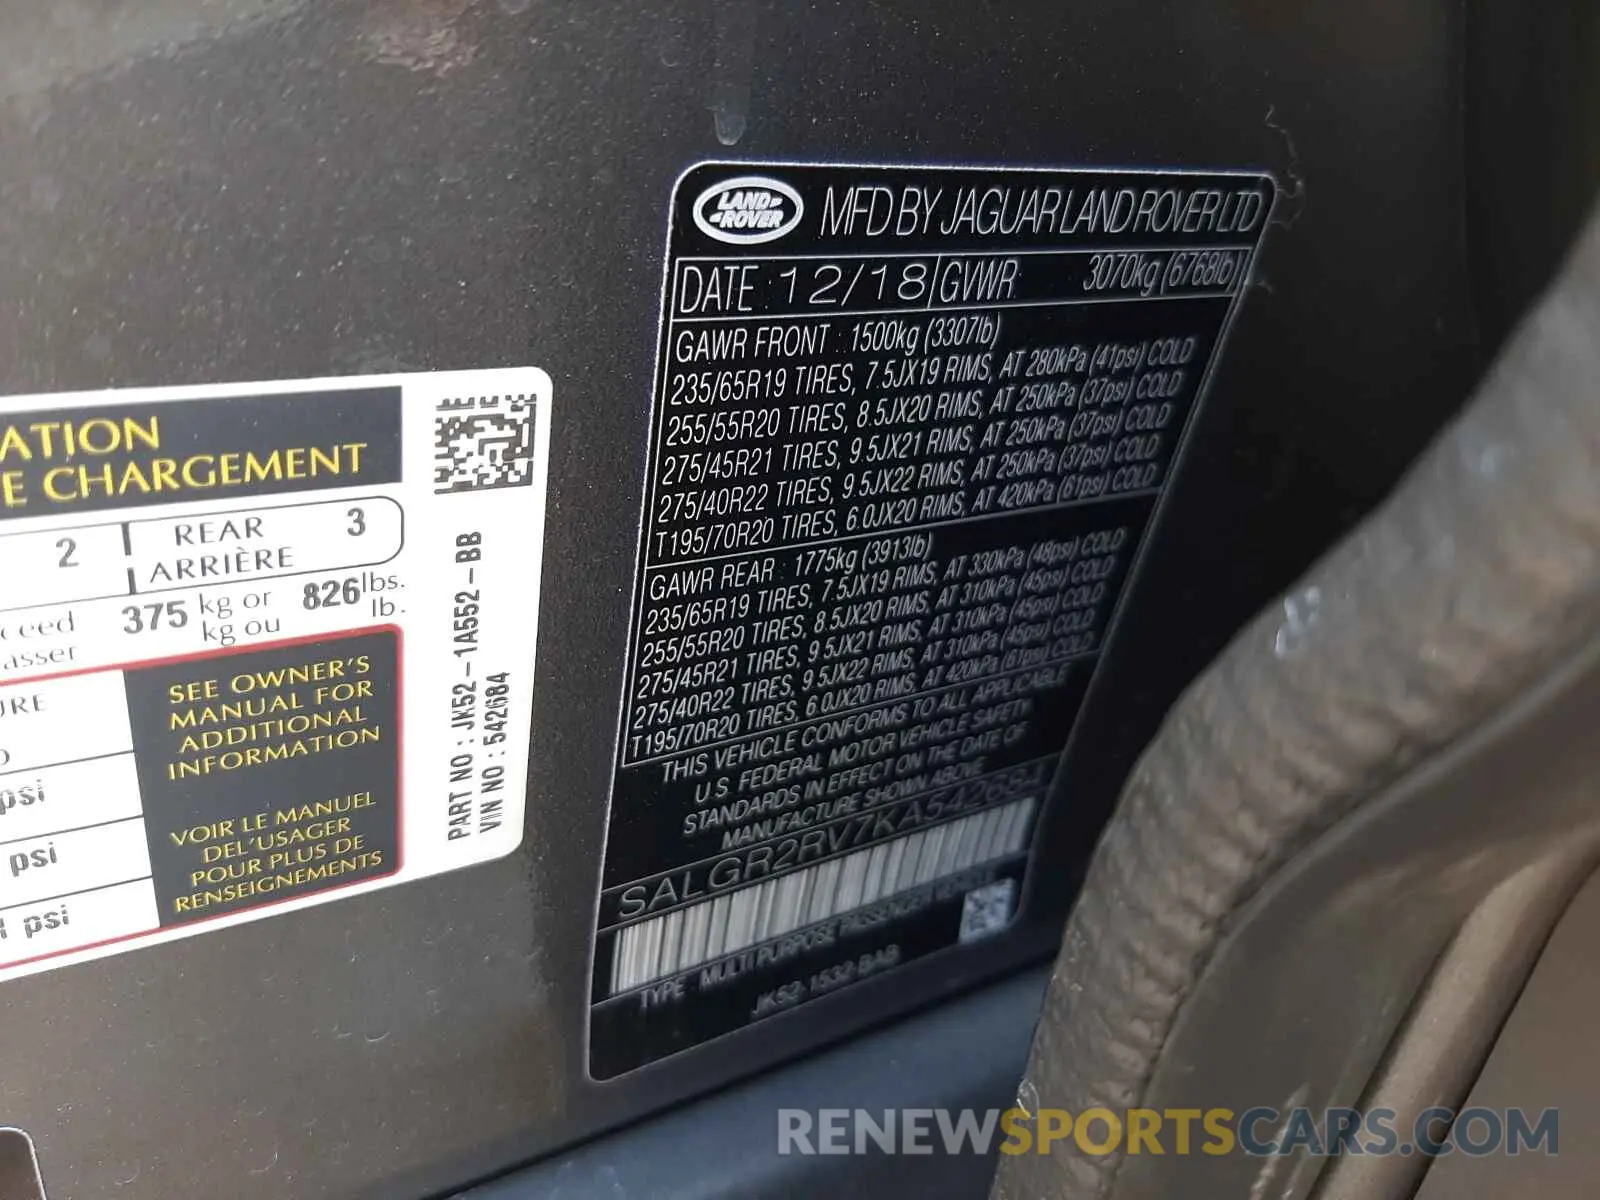 ATION
E CHARGEMENT
2 REAR 3
ARRIÈRE
ceed 375 kg or 826 lbs.
asser kg ou lb.
URE
psi
psi
psi
SEE OWNER'S
MANUAL FOR
ADDITIONAL
INFORMATION
VOIR LE MANUEL
DEL'USAGER
POUR PLUS DE
RENSEIGNEMENTS
PART NO : JK52-1A552-BB
VIN NO : 542684
LAND-
-ROVER
MFD BY JAGUAR LAND ROVER LTD
DATE : 12/18 GVWR 3070kg (6768lb)
GAWR FRONT : 1500kg (3307lb)
235/65R19 TIRES, 7.5JX19 RIMS, AT 280kPa (41psi) COLD
255/55R20 TIRES, 8.5JX20 RIMS, AT 250kPa (37psi) COLD
275/45R21 TIRES, 9.5JX21 RIMS, AT 250kPa (37psi) COLD
275/40R22 TIRES, 9.5JX22 RIMS, AT 250kPa (37psi) COLD
T195/70R20 TIRES, 6.0JX20 RIMS, AT 420kPa (61psi) COLD
GAWR REAR : 1775kg (3913lb)
235/65R19 TIRES, 7.5JX19 RIMS, AT 330kPa (48psi) COLD
255/55R20 TIRES, 8.5JX20 RIMS, AT 310kPa (45psi) COLD
275/45R21 TIRES, 9.5JX21 RIMS, AT 310kPa (45psi) COLD
275/40R22 TIRES, 9.5JX22 RIMS, AT 310kPa (45psi) COLD
T195/70R20 TIRES, 6.0JX20 RIMS, AT 420kPa (61psi) COLD
THIS VEHICLE CONFORMS TO ALL APPLICABLE
U.S. FEDERAL MOTOR VEHICLE SAFETY
STANDARDS IN EFFECT ON THE DATE OF
MANUFACTURE SHOWN ABOVE
SALGR2RV7KA542684
TYPE : MULTI PURPOSE PASSENGER VEHICLE
JK52-1532-BAB
RENEWSPORTSCARS.COM